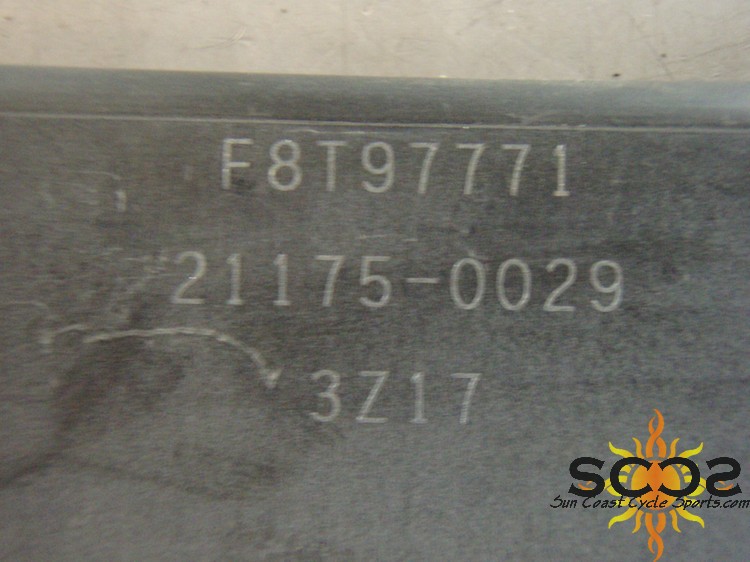 F8T97771
21175-0029
3Z17
SCCS
Sun Coast Cycle Sports.com